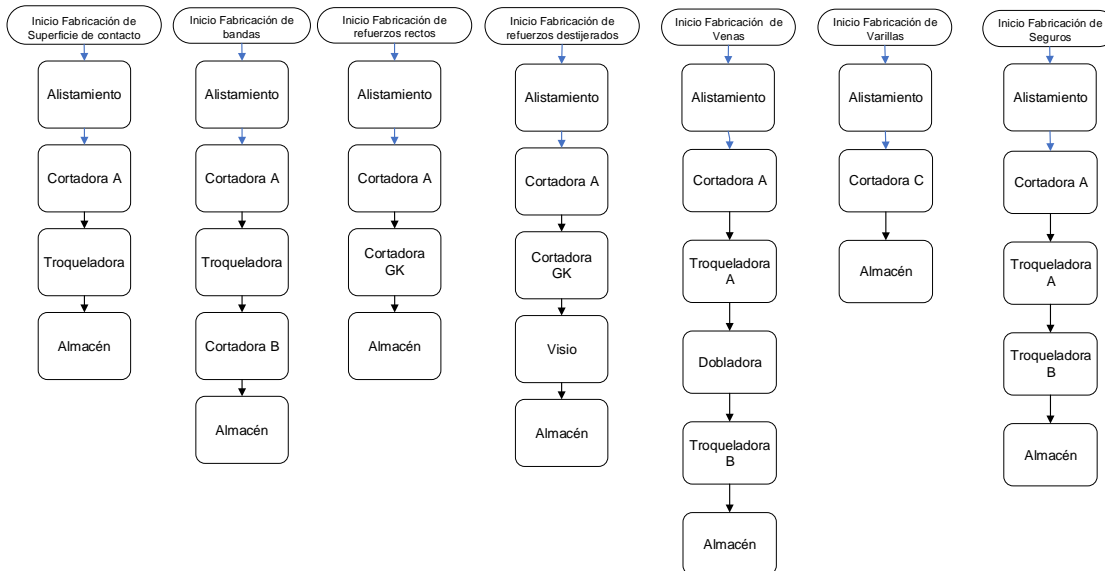 Inicio Fabricación de
Superficie de contacto
Alistamiento
Cortadora A
Troqueladora
Almacén
Inicio Fabricación de
bandas
Alistamiento
Cortadora A
Troqueladora
Cortadora B
Almacén
Inicio Fabricación de
refuerzos rectos
Alistamiento
Cortadora A
Cortadora
GK
Almacén
Inicio Fabricación de
refuerzos destijerados
Alistamiento
Cortadora A
Cortadora
GK
Visio
Almacén
Inicio Fabricación de
Venas
Alistamiento
Cortadora A
Troqueladora
A
Dobladora
Troqueladora
B
Almacén
Inicio Fabricación de
Varillas
Alistamiento
Cortadora C
Almacén
Inicio Fabricación de
Seguros
Alistamiento
Cortadora A
Troqueladora
A
Troqueladora
B
Almacén